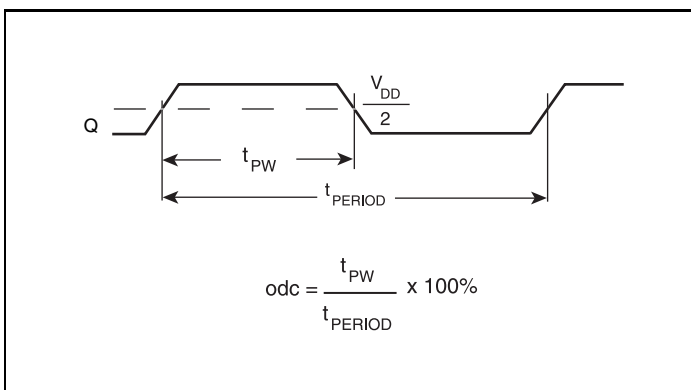 V_DD
2
Q
t_PW
t_PERIOD
odc = t_PW / t_PERIOD x 100%